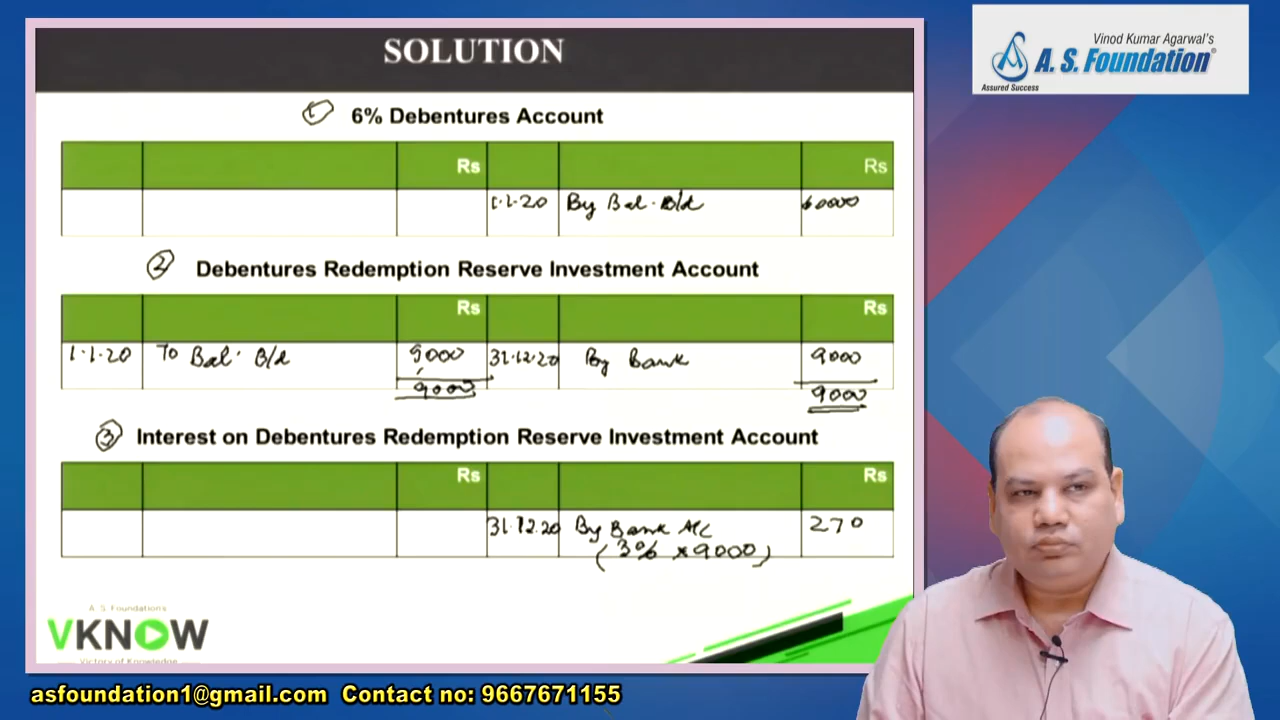 SOLUTION
Vinod Kumar Agarwal's
A. S. Foundation®
Assured Success
① 6% Debentures Account
Rs Rs
1.1.20 By Bal. B/d 60000
② Debentures Redemption Reserve Investment Account
Rs Rs
1.1.20 To Bal. B/d 9000 31.12.20 By Bank 9000
9000 9000
③ Interest on Debentures Redemption Reserve Investment Account
Rs Rs
31.12.20 By Bank A/c 270
(3% × 9000)
A. S. Foundation's
VKNOW
Victory of Knowledge
asfoundation1@gmail.com Contact no: 9667671155